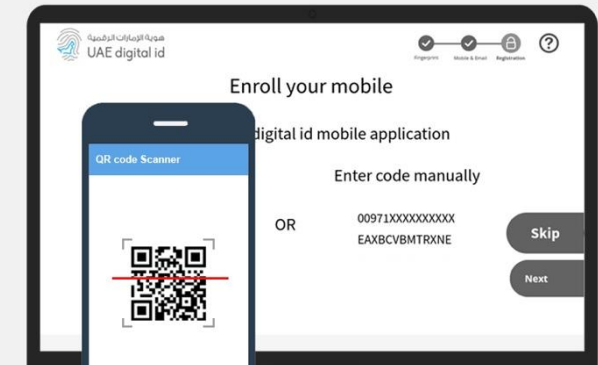 هوية الإمارات الرقمية
UAE digital id
Fingerprint
Mobile & Email
Registration
?
Enroll your mobile
digital id mobile application
QR code Scanner
Enter code manually
OR
00971XXXXXXXXXX
EAXBCVBMTRXNE
Skip
Next